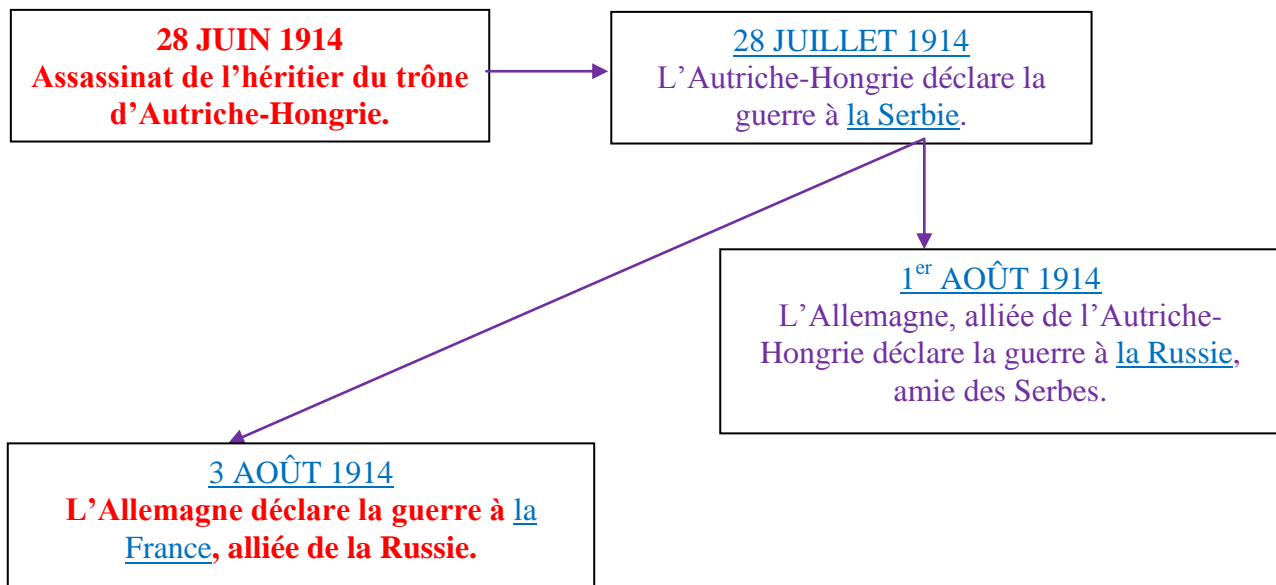 28 JUIN 1914
Assassinat de l’héritier du trône
d’Autriche-Hongrie.
28 JUILLET 1914
L’Autriche-Hongrie déclare la
guerre à la Serbie.
1er AOÛT 1914
L’Allemagne, alliée de l’Autriche-
Hongrie déclare la guerre à la Russie,
amie des Serbes.
3 AOÛT 1914
L’Allemagne déclare la guerre à la
France, alliée de la Russie.